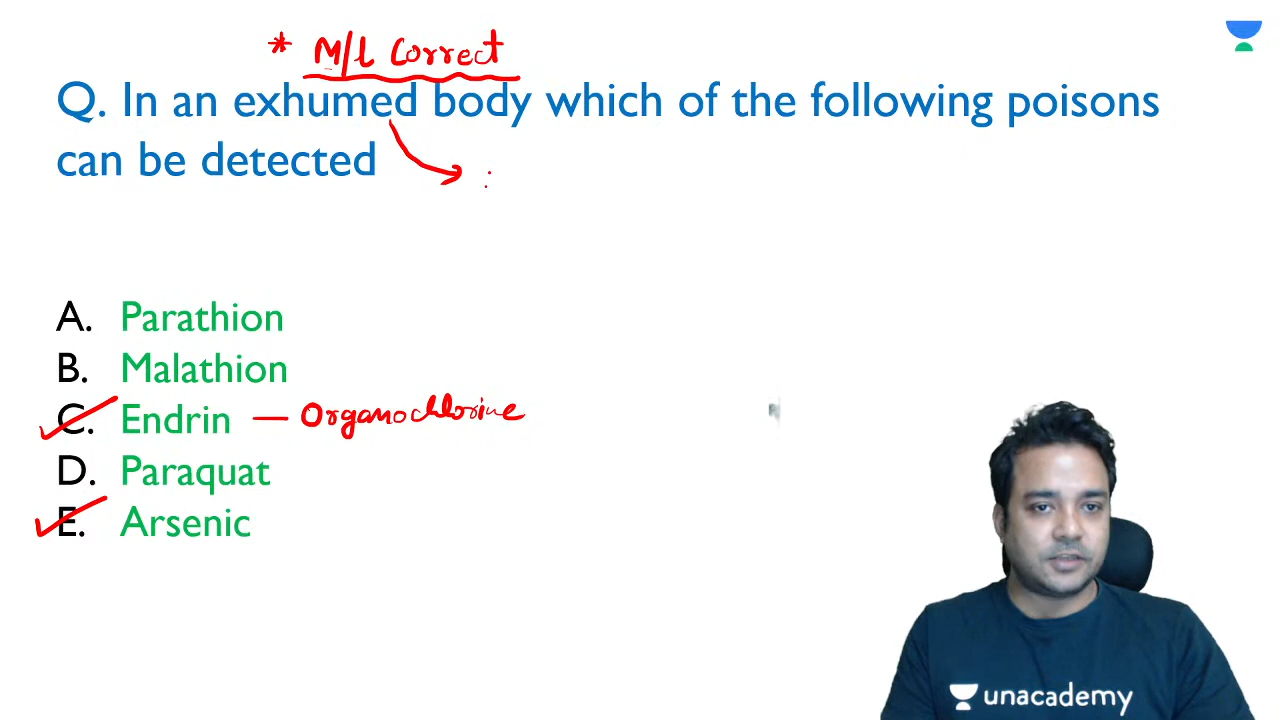 * M/L Correct
Q. In an exhumed body which of the following poisons
can be detected
A. Parathion
B. Malathion
C. Endrin — Organochlorine
D. Paraquat
E. Arsenic
unacademy